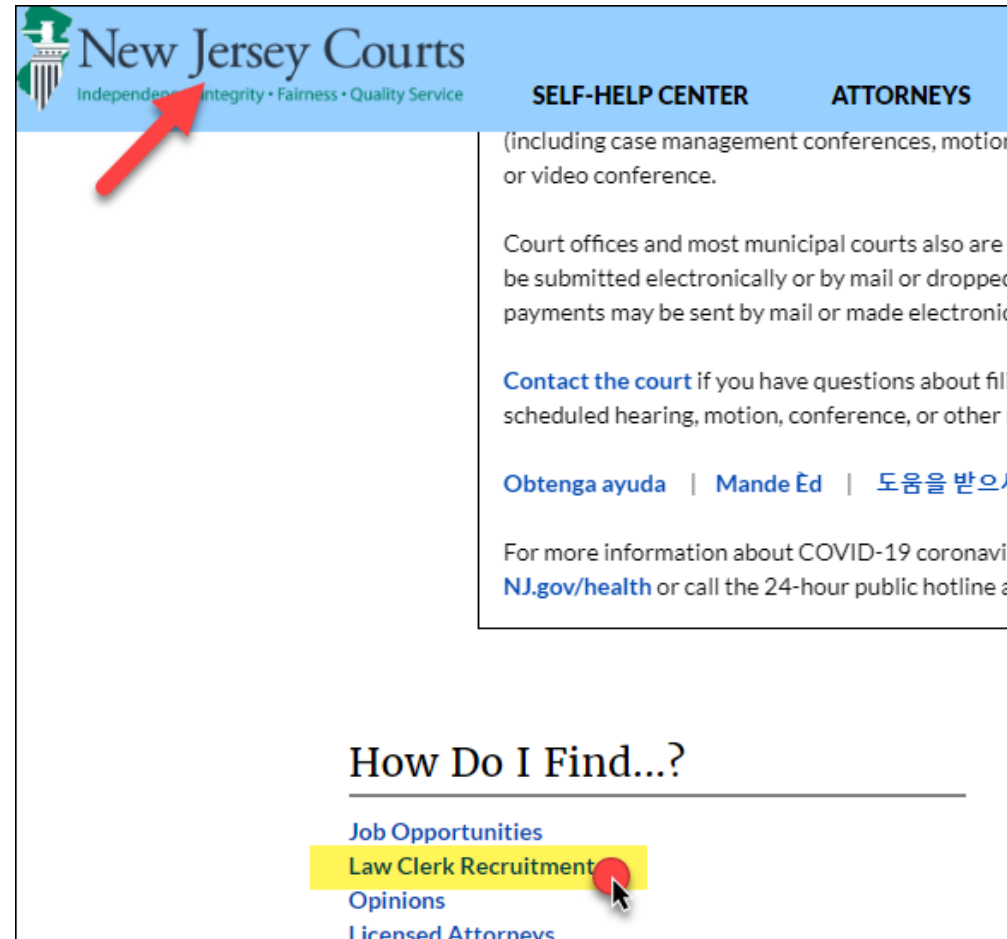 New Jersey Courts
Independence Integrity • Fairness • Quality Service
SELF-HELP CENTER
ATTORNEYS
(including case management conferences, motion
or video conference.
Court offices and most municipal courts also are
be submitted electronically or by mail or dropped
payments may be sent by mail or made electronic
Contact the court if you have questions about fil
scheduled hearing, motion, conference, or other
Obtenga ayuda | Mande Èd | 도움을 받으
For more information about COVID-19 coronavi
NJ.gov/health or call the 24-hour public hotline a
How Do I Find...?
Job Opportunities
Law Clerk Recruitment
Opinions
Licensed Attorneys